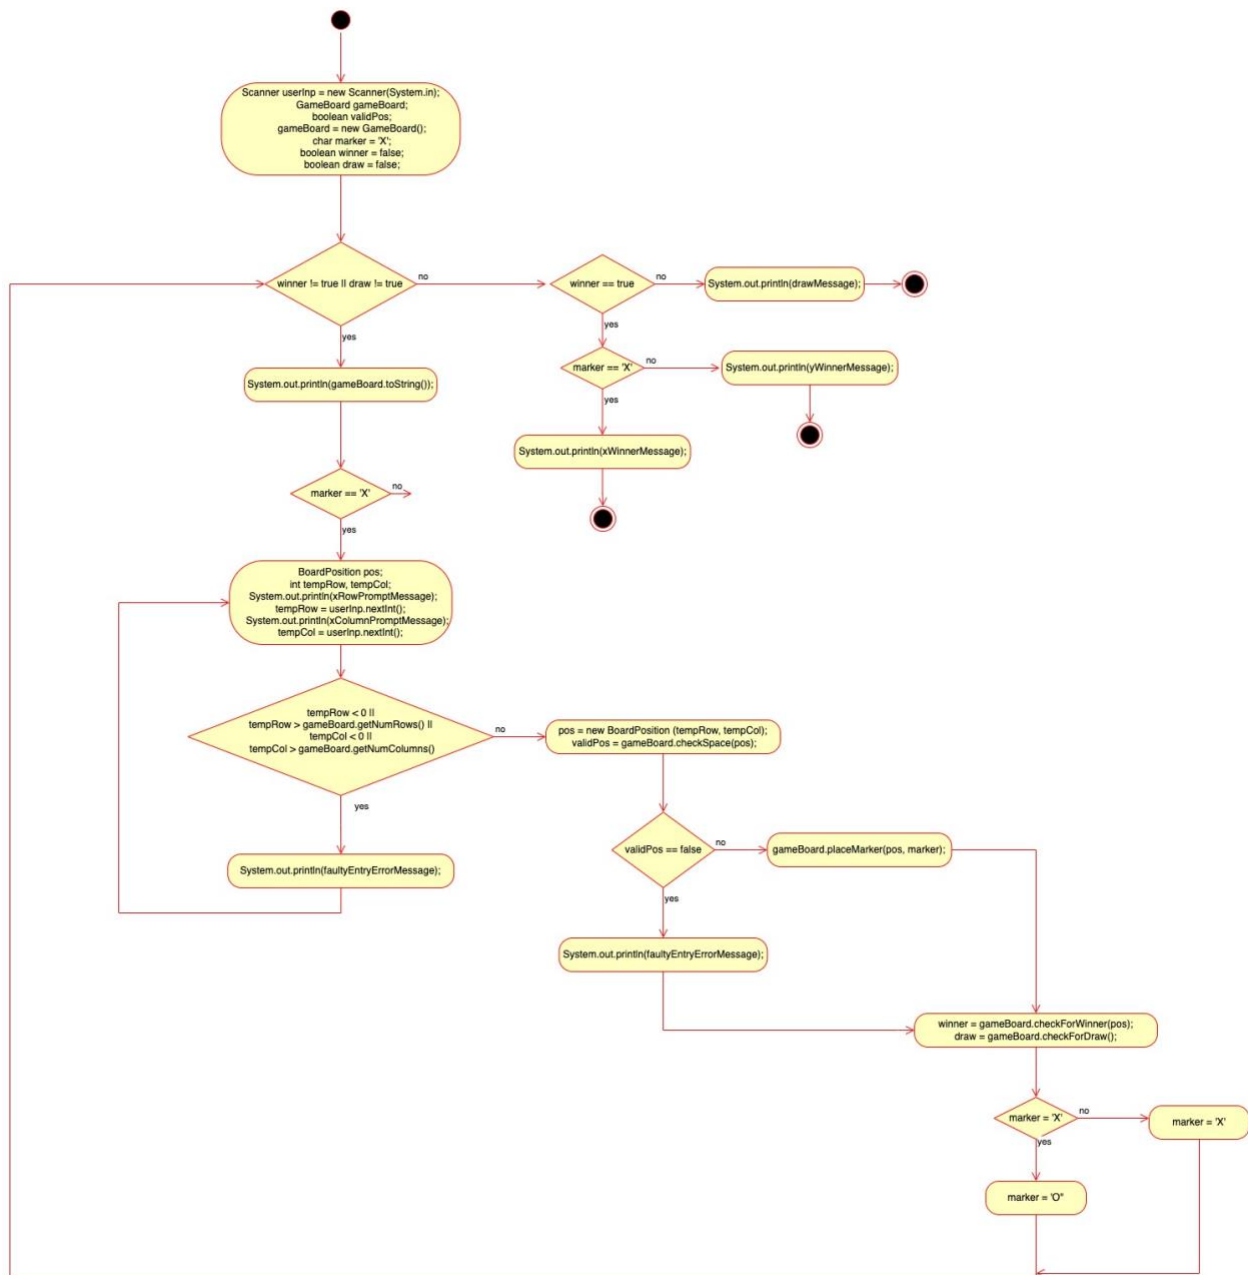 Scanner userInp = new Scanner(System.in);
GameBoard gameBoard;
boolean validPos;
gameBoard = new GameBoard();
char marker = 'X';
boolean winner = false;
boolean draw = false;
winner != true || draw != true
no
yes
winner == true
no
System.out.println(drawMessage);
yes
marker == 'X'
no
System.out.println(yWinnerMessage);
yes
System.out.println(xWinnerMessage);
System.out.println(gameBoard.toString());
marker == 'X'
no
yes
BoardPosition pos;
int tempRow, tempCol;
System.out.println(xRowPromptMessage);
tempRow = userInp.nextInt();
System.out.println(xColumnPromptMessage);
tempCol = userInp.nextInt();
tempRow < 0 ||
tempRow > gameBoard.getNumRows() ||
tempCol < 0 ||
tempCol > gameBoard.getNumColumns()
no
yes
System.out.println(faultyEntryErrorMessage);
pos = new BoardPosition (tempRow, tempCol);
validPos = gameBoard.checkSpace(pos);
validPos == false
no
gameBoard.placeMarker(pos, marker);
yes
System.out.println(faultyEntryErrorMessage);
winner = gameBoard.checkForWinner(pos);
draw = gameBoard.checkForDraw();
marker = 'X'
no
marker = 'X'
yes
marker = 'O"